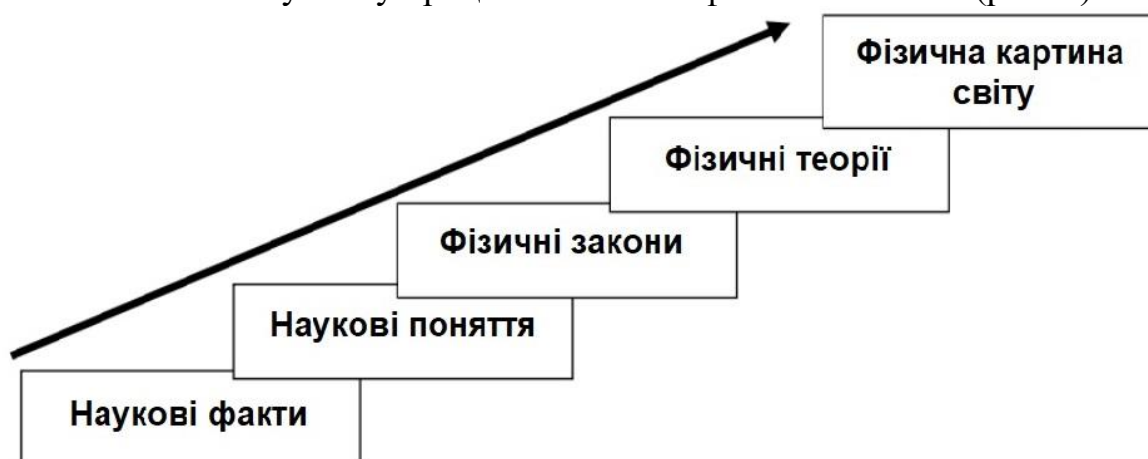 Фізична картина
світу
Фізичні теорії
Фізичні закони
Наукові поняття
Наукові факти